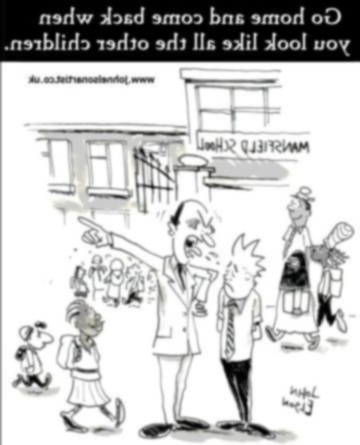 Go home and come back when
you look like all the other children.
www.johnelsonartist.co.uk
MANSFIELD SCHOOL
JOHN
ELSON